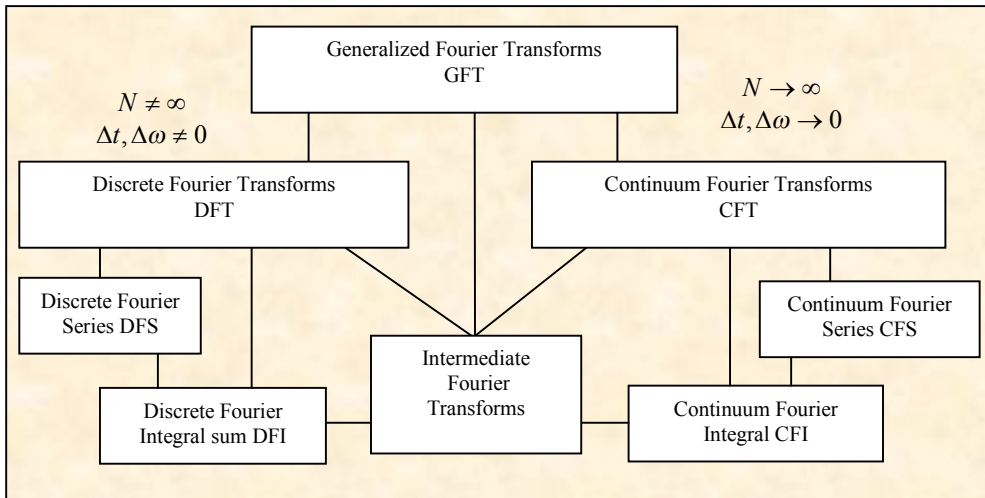 Generalized Fourier Transforms
GFT
N ≠ ∞
Δt, Δω ≠ 0
N → ∞
Δt, Δω → 0
Discrete Fourier Transforms
DFT
Continuum Fourier Transforms
CFT
Discrete Fourier
Series DFS
Continuum Fourier
Series CFS
Intermediate
Fourier
Transforms
Discrete Fourier
Integral sum DFI
Continuum Fourier
Integral CFI